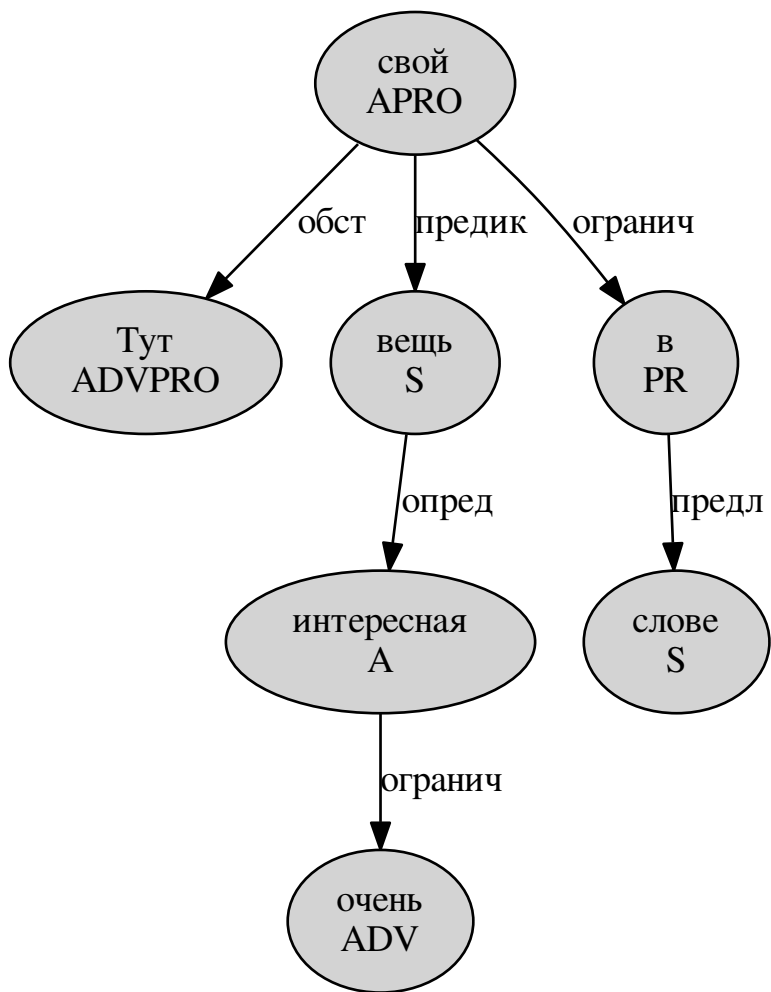 свой
APRO
обст
предик
огранич
Тут
ADVPRO
вещь
S
в
PR
опред
предл
интересная
A
слове
S
огранич
очень
ADV